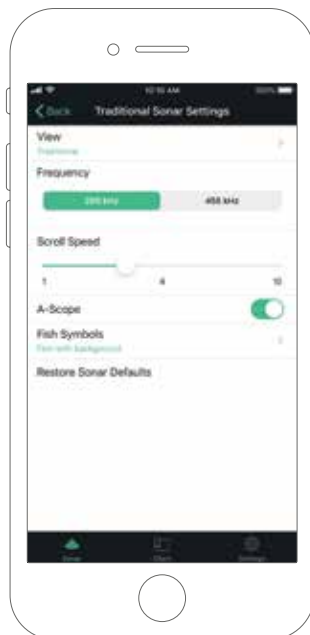 10:10 AM
100%
Back
Traditional Sonar Settings
View
Traditional
Frequency
200 kHz 455 kHz
Scroll Speed
1 4 10
A-Scope
Fish Symbols
Fish with background
Restore Sonar Defaults
Sonar Settings